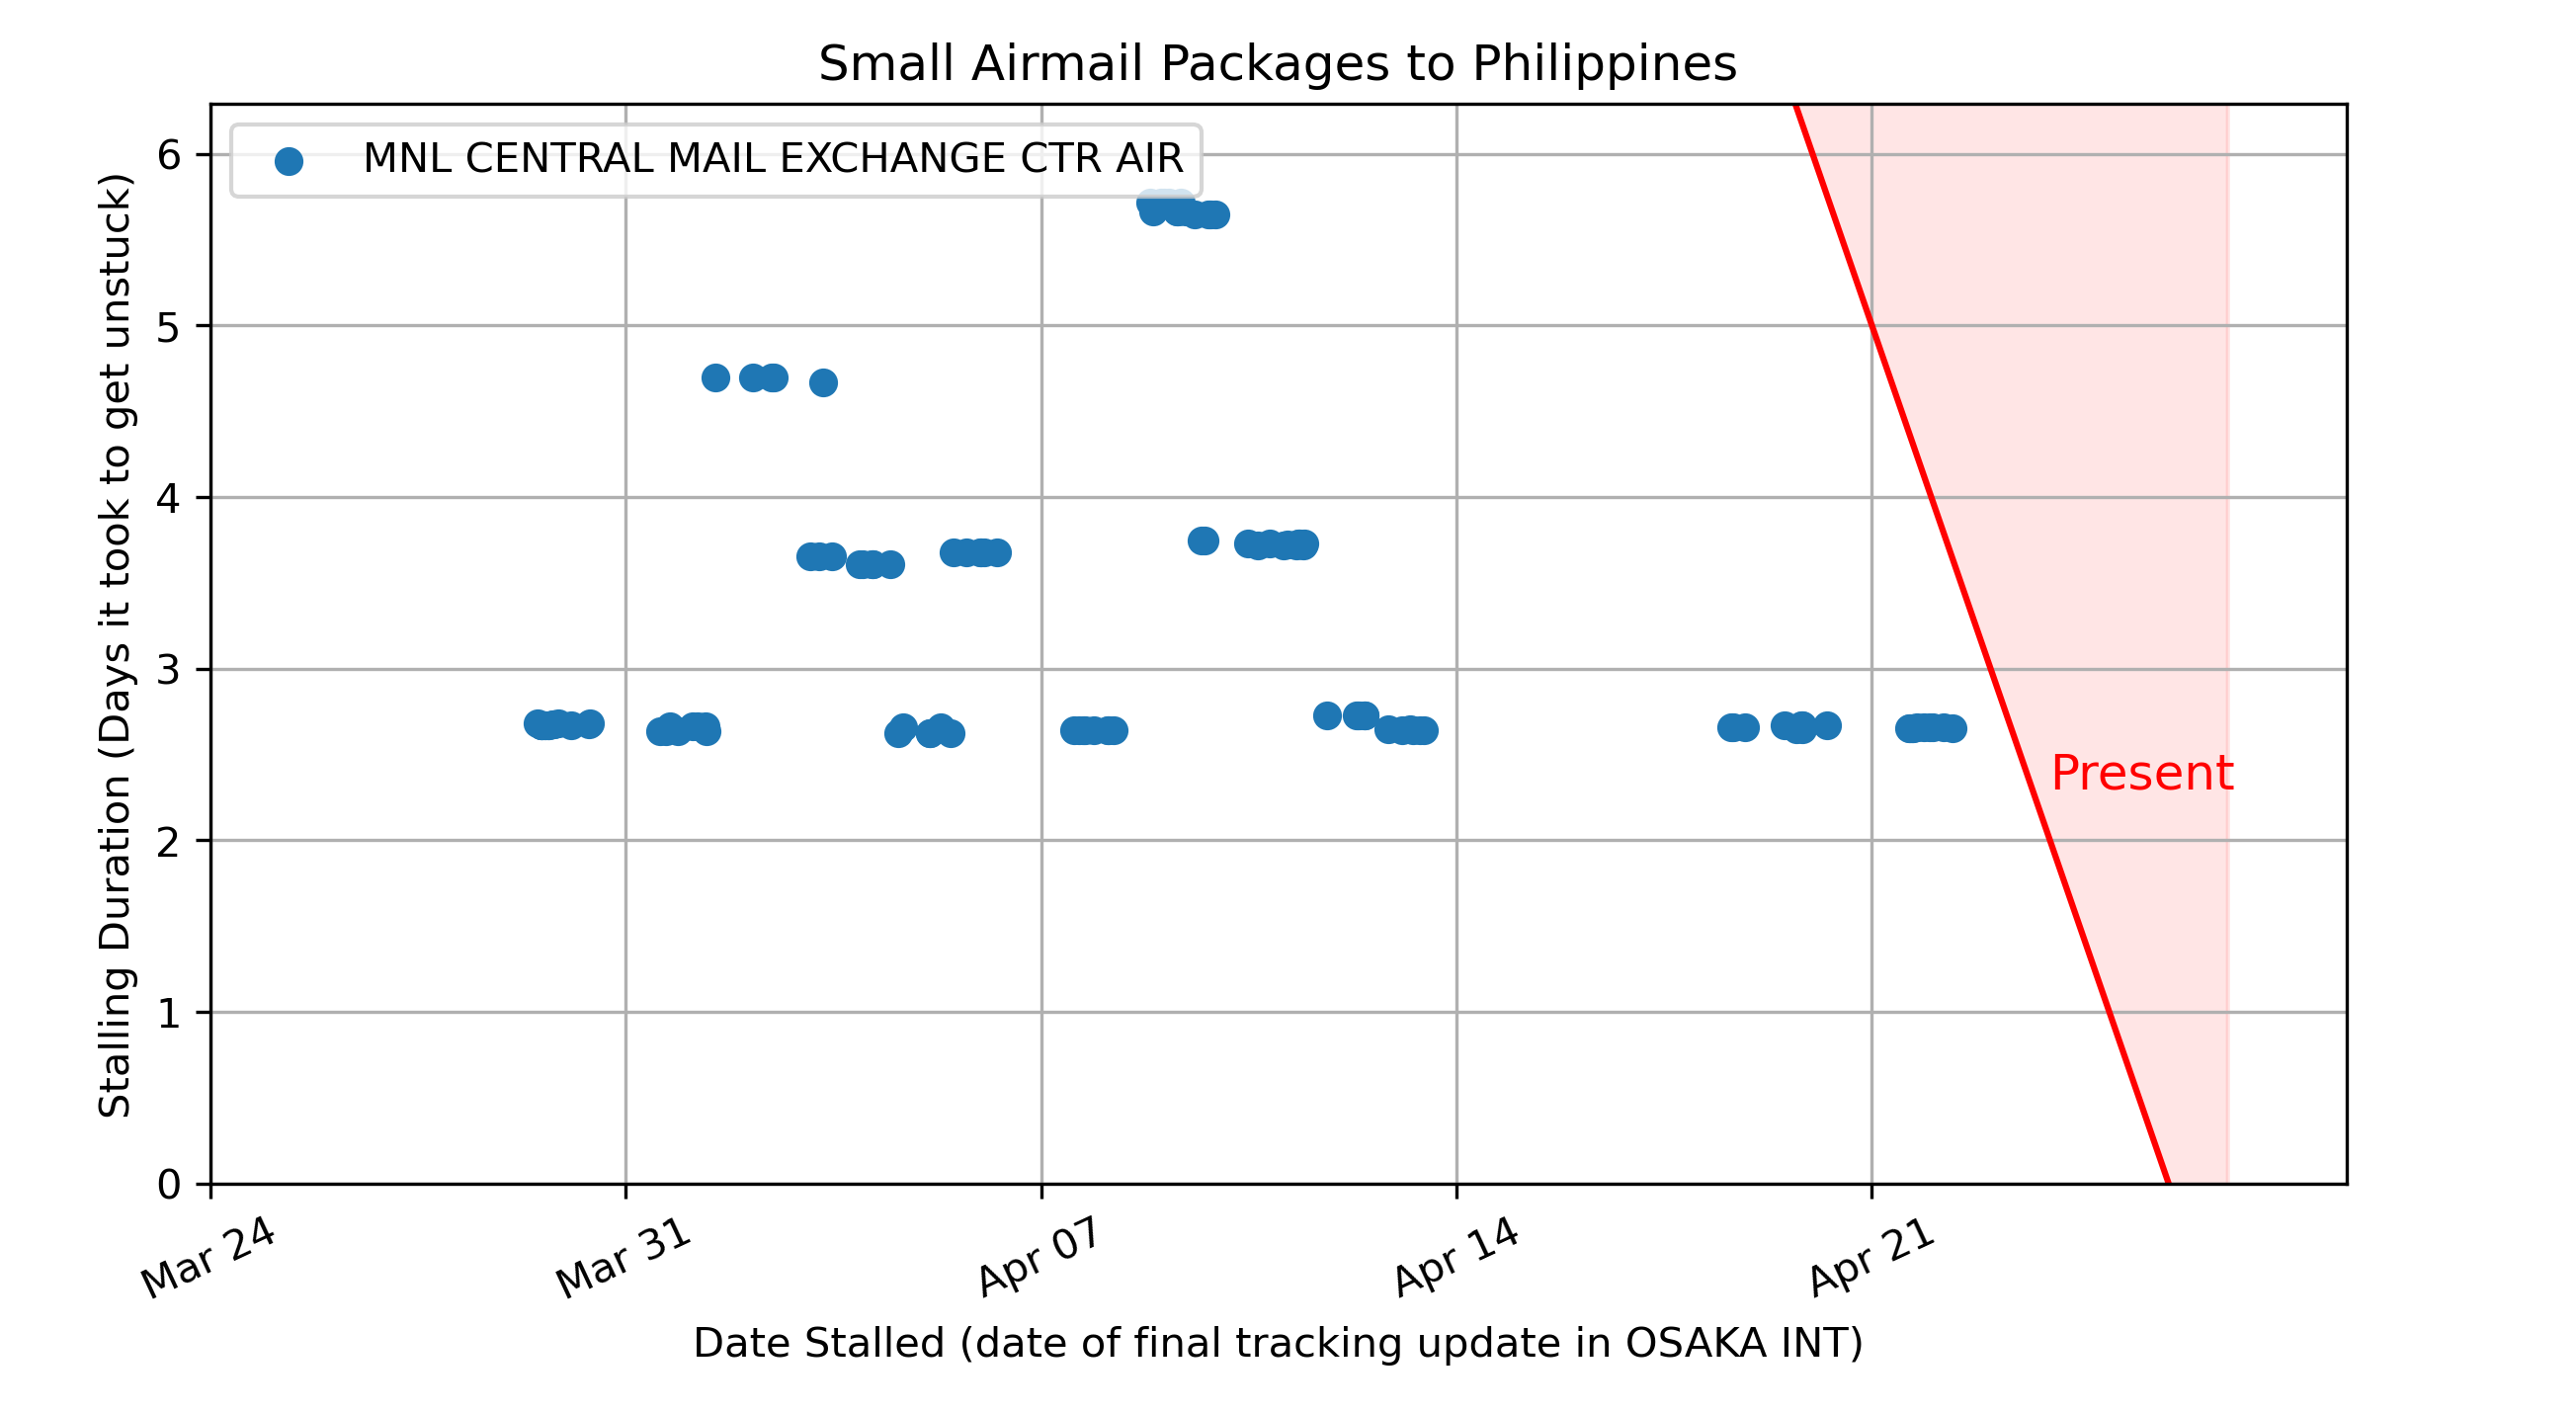 Small Airmail Packages to Philippines
MNL CENTRAL MAIL EXCHANGE CTR AIR
Stalling Duration (Days it took to get unstuck)
6
5
4
3
2
1
0
Present
Mar 24
Mar 31
Apr 07
Apr 14
Apr 21
Date Stalled (date of final tracking update in OSAKA INT)